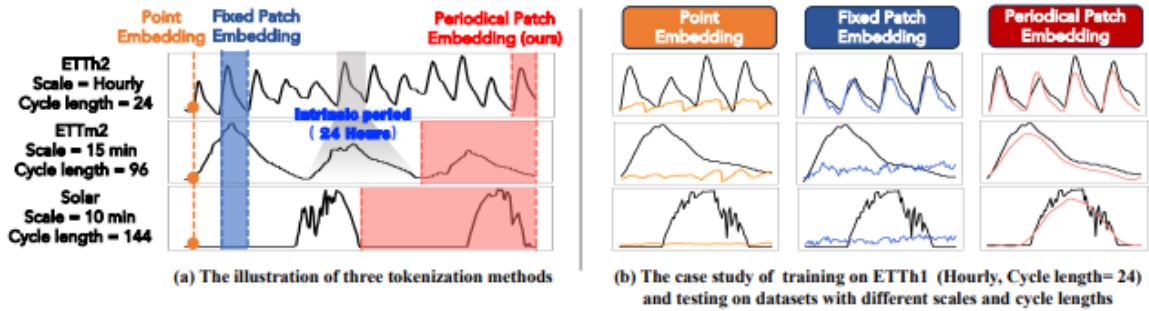 Point
Embedding
Fixed Patch
Embedding
Periodical Patch
Embedding (ours)
ETTh2
Scale = Hourly
Cycle length = 24
Intrinsic period
( 24 Hours)
ETTm2
Scale = 15 min
Cycle length = 96
Solar
Scale = 10 min
Cycle length = 144
(a) The illustration of three tokenization methods
Point
Embedding
Fixed Patch
Embedding
Periodical Patch
Embedding
(b) The case study of training on ETTh1 (Hourly, Cycle length= 24)
and testing on datasets with different scales and cycle lengths